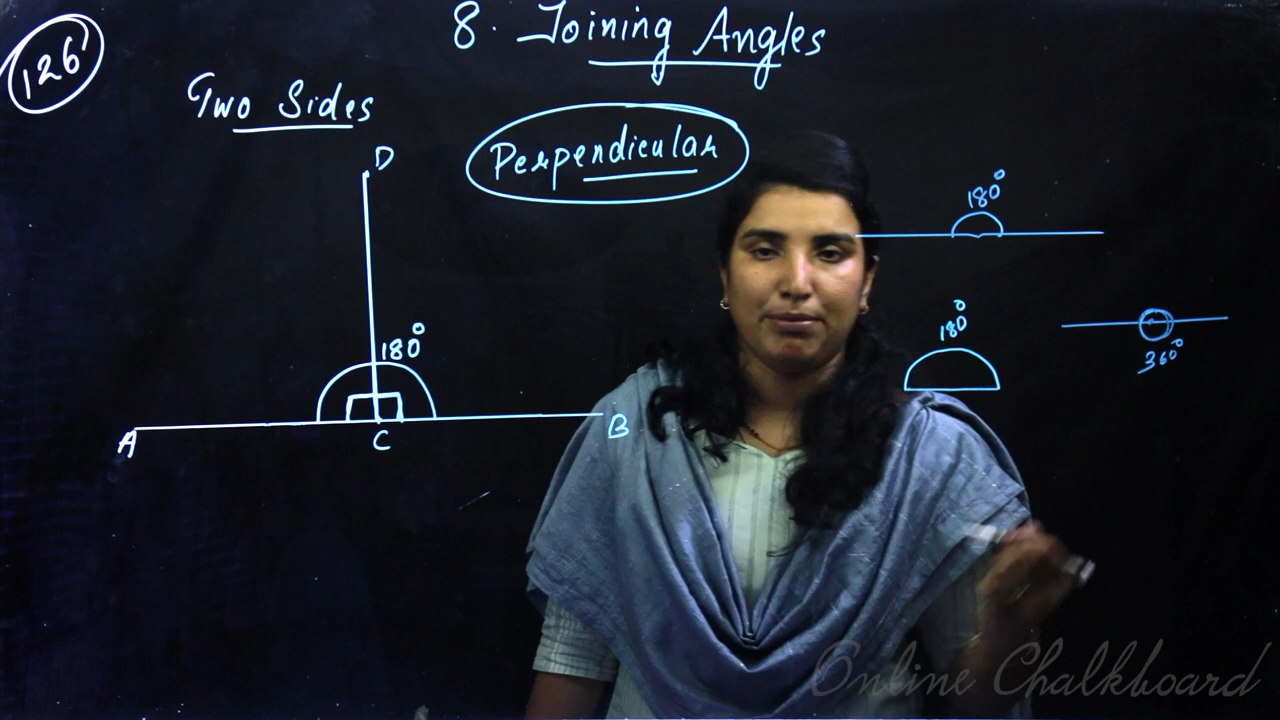 126
8. Joining Angles
Two Sides
Perpendicular
D
180°
A
C
B
180°
180°
360°
Online Chalkboard